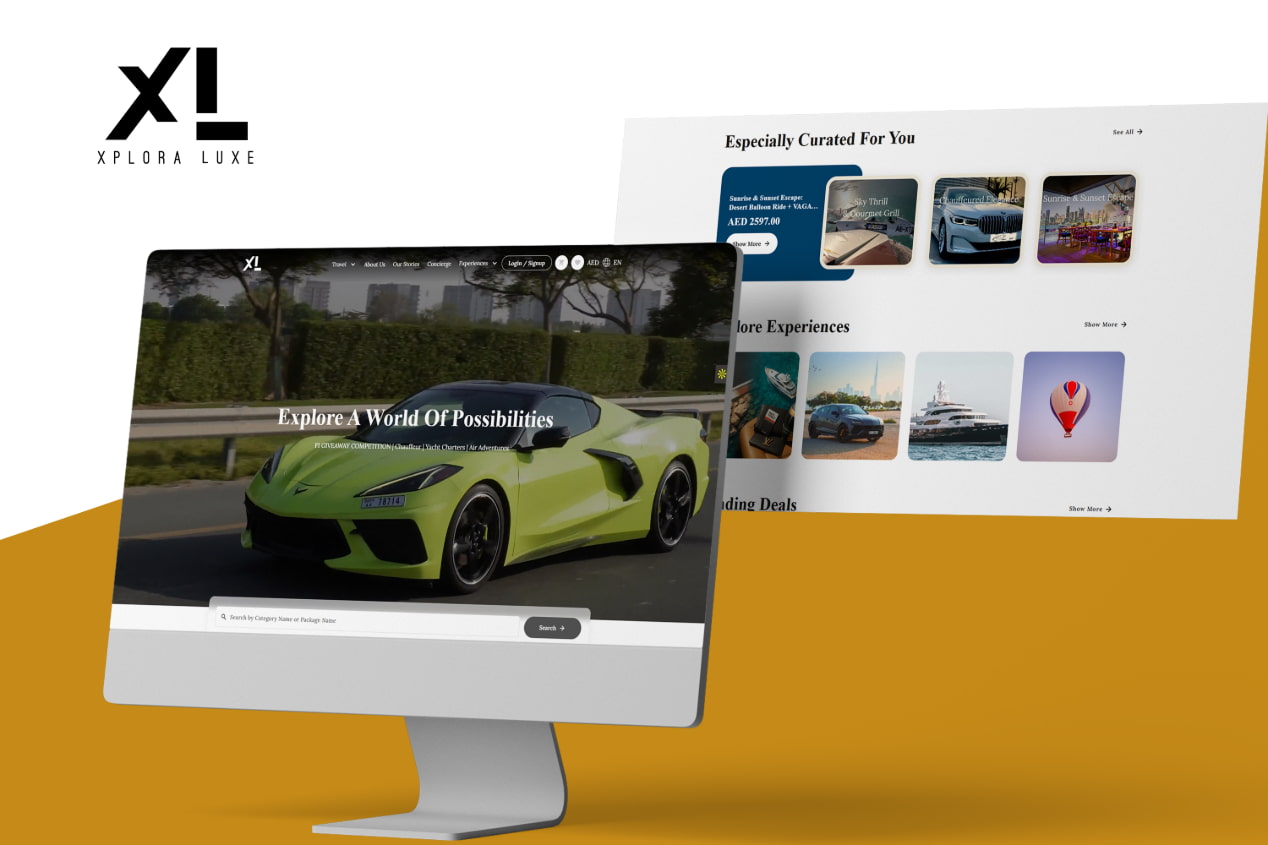 XL
XPLORA LUXE
Especially Curated For You
See All →
Sunrise & Sunset Escape:
Desert Balloon Ride + VAGA...
AED 2597.00
Show More →
Sky Thrill
& Gourmet Grill
Chauffeured Elegance
Sunrise & Sunset Escape
lore Experiences
Show More →
nding Deals
Show More →
XL
Travel
About Us
Our Stories
Concierge
Experiences
Login / Signup
AED
EN
Explore A World Of Possibilities
F1 GIVEAWAY COMPETITION | Chauffeur | Yacht Charters | Air Adventures
Search by Category Name or Package Name
Search →